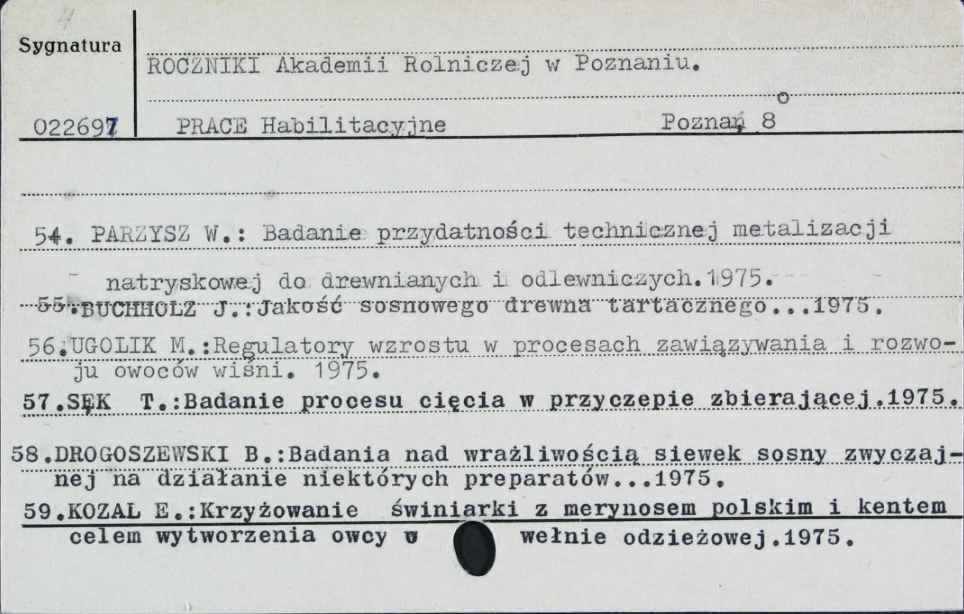 4
Sygnatura
ROCZNIKI Akademii Rolniczej w Poznaniu.
022697 PRACE Habilitacyjne Poznań, 8°
54. PARZYSZ W.: Badanie przydatności technicznej metalizacji
natryskowej do drewnianych i odlewniczych.1975.
55.BUCHHOLZ J.:Jakość sosnowego drewna tartacznego...1975.
56.UGOLIK M.:Regulatory wzrostu w procesach zawiązywania i rozwo-
ju owoców wiśni. 1975.
57.SĘK T.:Badanie procesu cięcia w przyczepie zbierającej.1975.
58.DROGOSZEWSKI B.:Badania nad wrażliwością siewek sosny zwyczaj-
nej na działanie niektórych preparatów...1975.
59.KOZAL E.:Krzyżowanie świniarki z merynosem polskim i kentem
celem wytworzenia owcy o wełnie odzieżowej.1975.